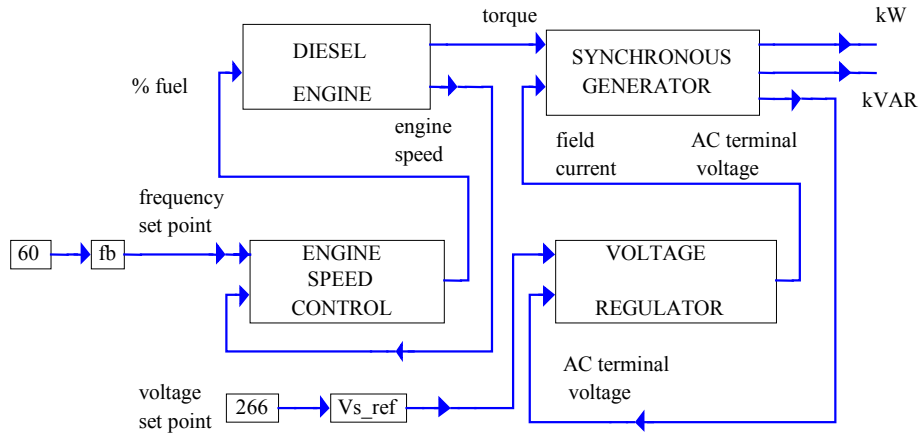 torque
kW
DIESEL
ENGINE
SYNCHRONOUS
GENERATOR
% fuel
kVAR
engine
speed
field
current
AC terminal
voltage
frequency
set point
60
fb
ENGINE
SPEED
CONTROL
VOLTAGE
REGULATOR
AC terminal
voltage
voltage
set point
266
Vs_ref